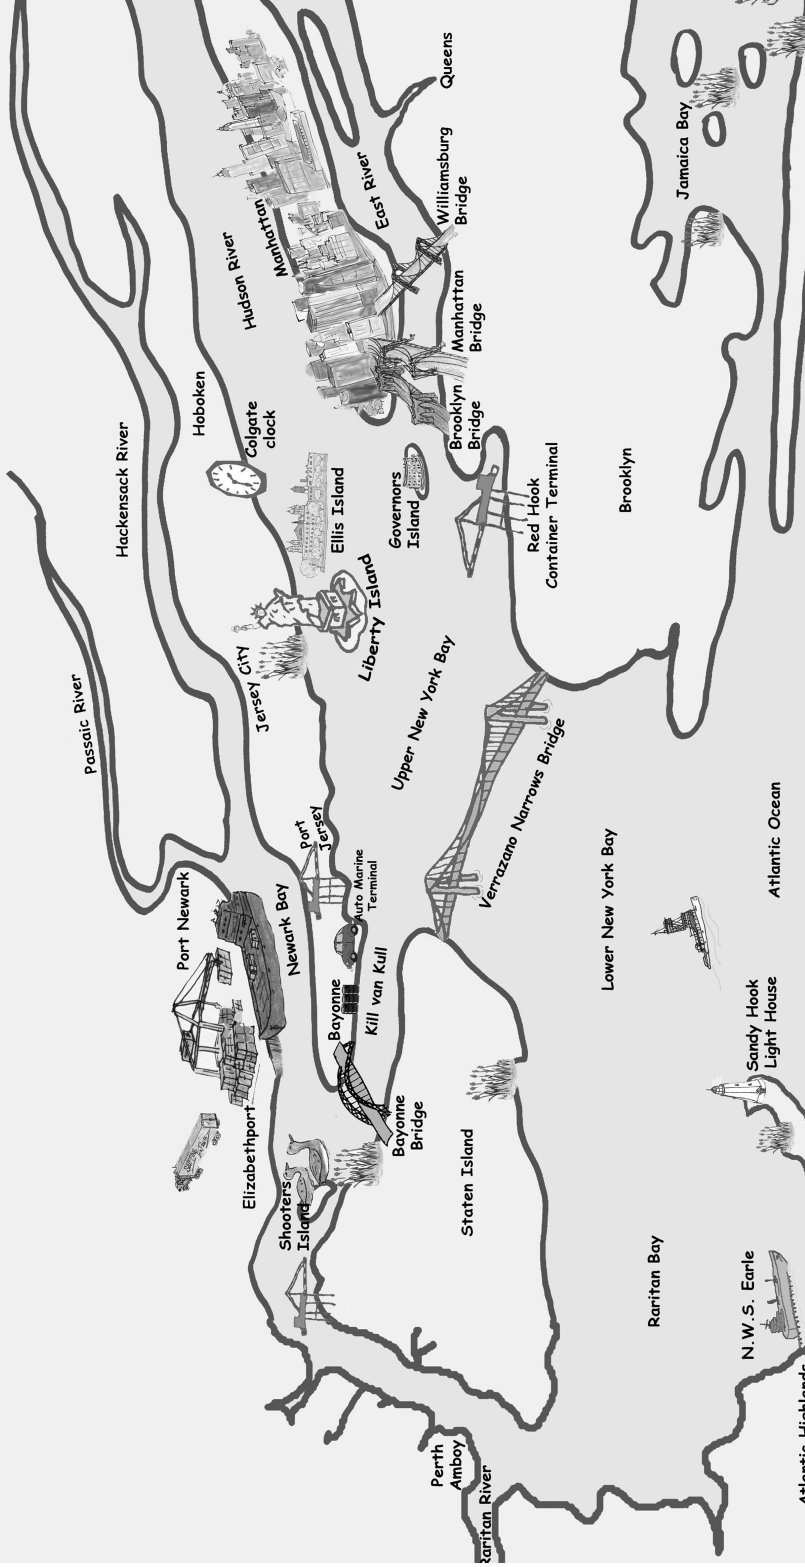 Passaic River
Hackensack River
Hoboken
Hudson River
Manhattan
East River
Queens
Williamsburg
Bridge
Manhattan
Bridge
Brooklyn
Bridge
Colgate
clock
Ellis Island
Governors
Island
Liberty Island
Jersey City
Red Hook
Container Terminal
Brooklyn
Jamaica Bay
Upper New York Bay
Verrazano Narrows Bridge
Port
Jersey
Auto Marine
Terminal
Port Newark
Newark Bay
Bayonne
Kill van Kull
Bayonne
Bridge
Elizabethport
Shooters
Island
Staten Island
Lower New York Bay
Atlantic Ocean
Sandy Hook
Light House
Raritan Bay
N.W.S. Earle
Perth
Amboy
Raritan River
Atlantic Highlands